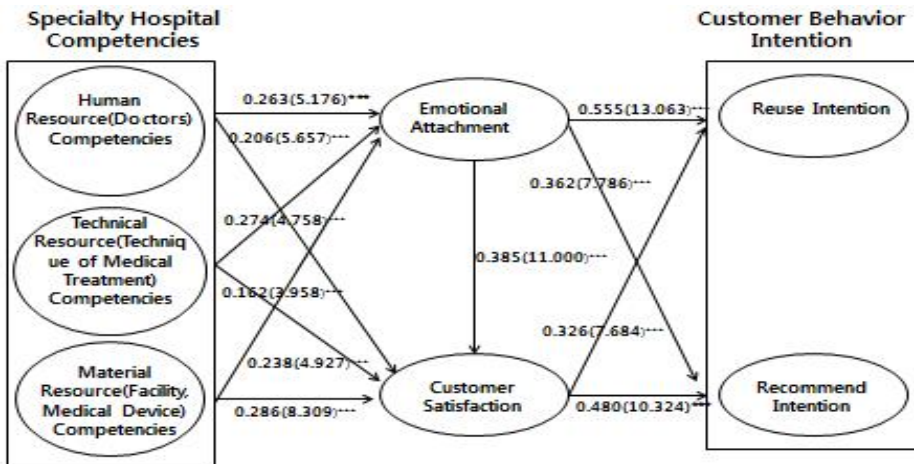 Specialty Hospital
Competencies
Customer Behavior
Intention
Human
Resource(Doctors)
Competencies
0.263(5.176)***
0.206(5.657)***
Emotional
Attachment
0.555(13.063)***
Reuse Intention
0.362(7.786)***
0.274(4.758)***
Technical
Resource(Techniq
ue of Medical
Treatment)
Competencies
0.385(11.000)***
0.162(3.958)***
0.326(7.684)***
0.238(4.927)***
Material
Resource(Facility,
Medical Device)
Competencies
0.286(8.309)***
Customer
Satisfaction
0.480(10.324)***
Recommend
Intention